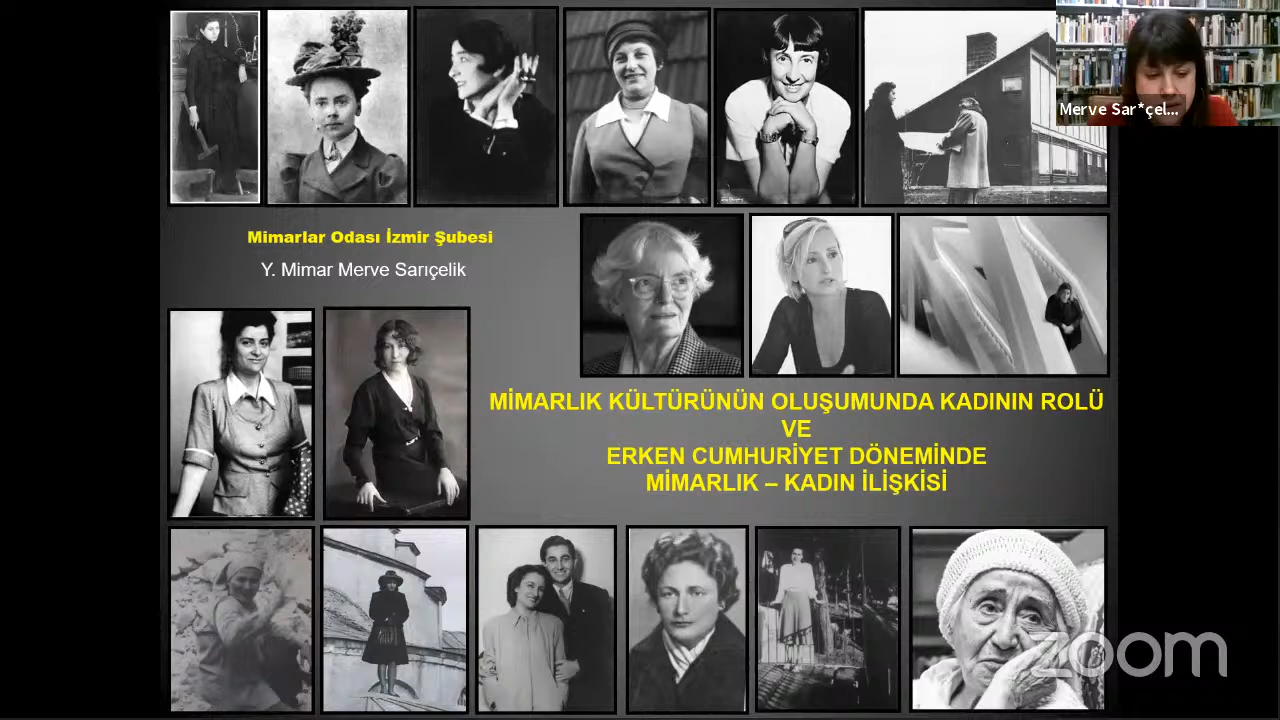 Merve Sar*çel...
Mimarlar Odası İzmir Şubesi
Y. Mimar Merve Sarıçelik
MİMARLIK KÜLTÜRÜNÜN OLUŞUMUNDA KADININ ROLÜ
VE
ERKEN CUMHURİYET DÖNEMİNDE
MİMARLIK – KADIN İLİŞKİSİ
zoom